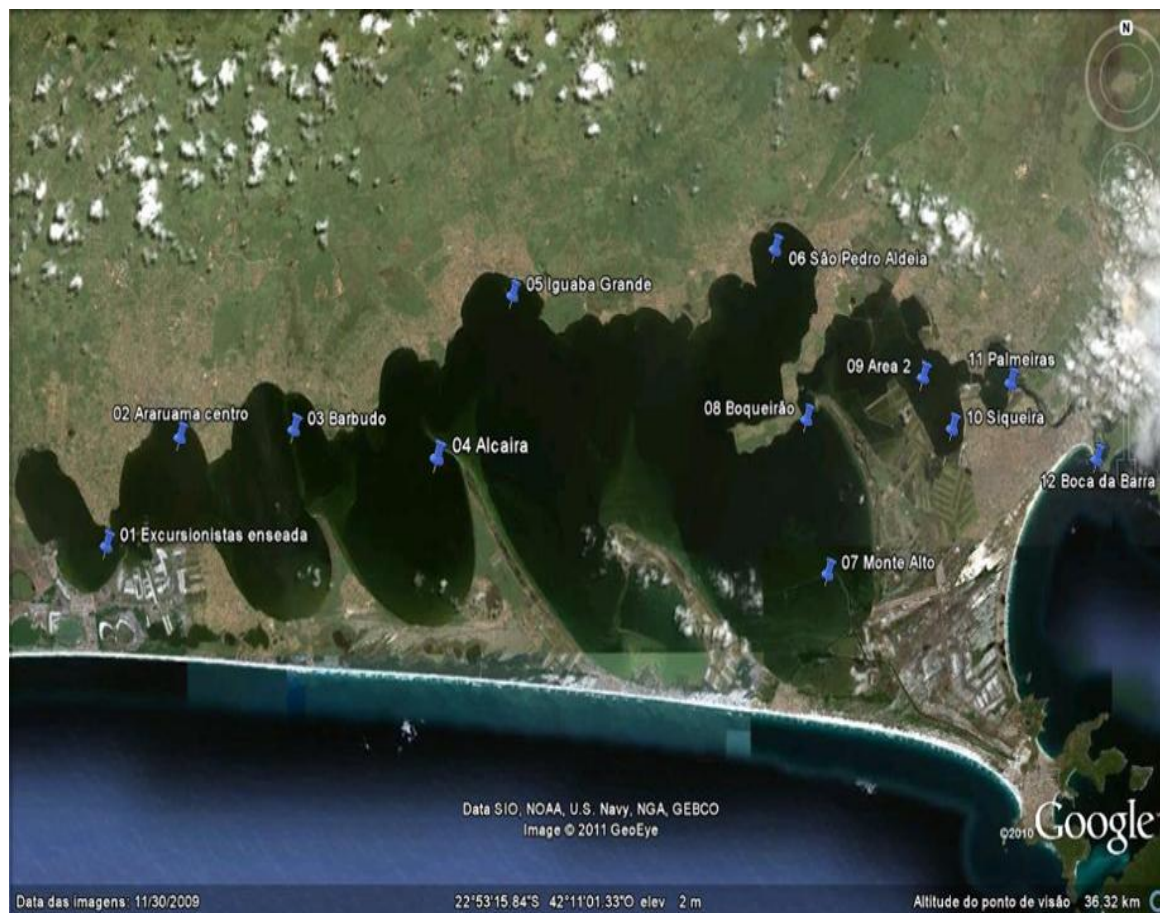 N
06 São Pedro Aldeia
05 Iguaba Grande
11 Palmeiras
09 Area 2
02 Araruama centro
03 Barbudo
08 Boqueirão
10 Siqueira
04 Alcaira
12 Boca da Barra
01 Excursionistas enseada
07 Monte Alto
Data SIO, NOAA, U.S. Navy, NGA, GEBCO
Image © 2011 GeoEye
©2010 Google
Data das imagens: 11/30/2009 22°53'15.84"S 42°11'01.33"O elev 2 m Altitude do ponto de visão 36.32 km